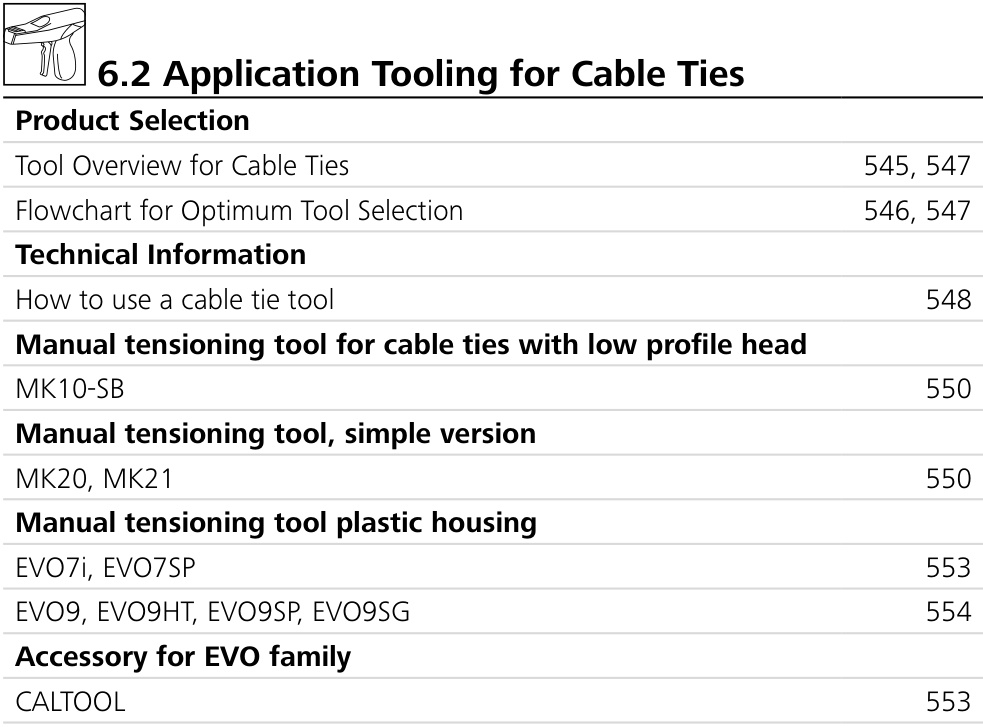 6.2 Application Tooling for Cable Ties
Product Selection
Tool Overview for Cable Ties 545, 547
Flowchart for Optimum Tool Selection 546, 547
Technical Information
How to use a cable tie tool 548
Manual tensioning tool for cable ties with low profile head
MK10-SB 550
Manual tensioning tool, simple version
MK20, MK21 550
Manual tensioning tool plastic housing
EVO7i, EVO7SP 553
EVO9, EVO9HT, EVO9SP, EVO9SG 554
Accessory for EVO family
CALTOOL 553